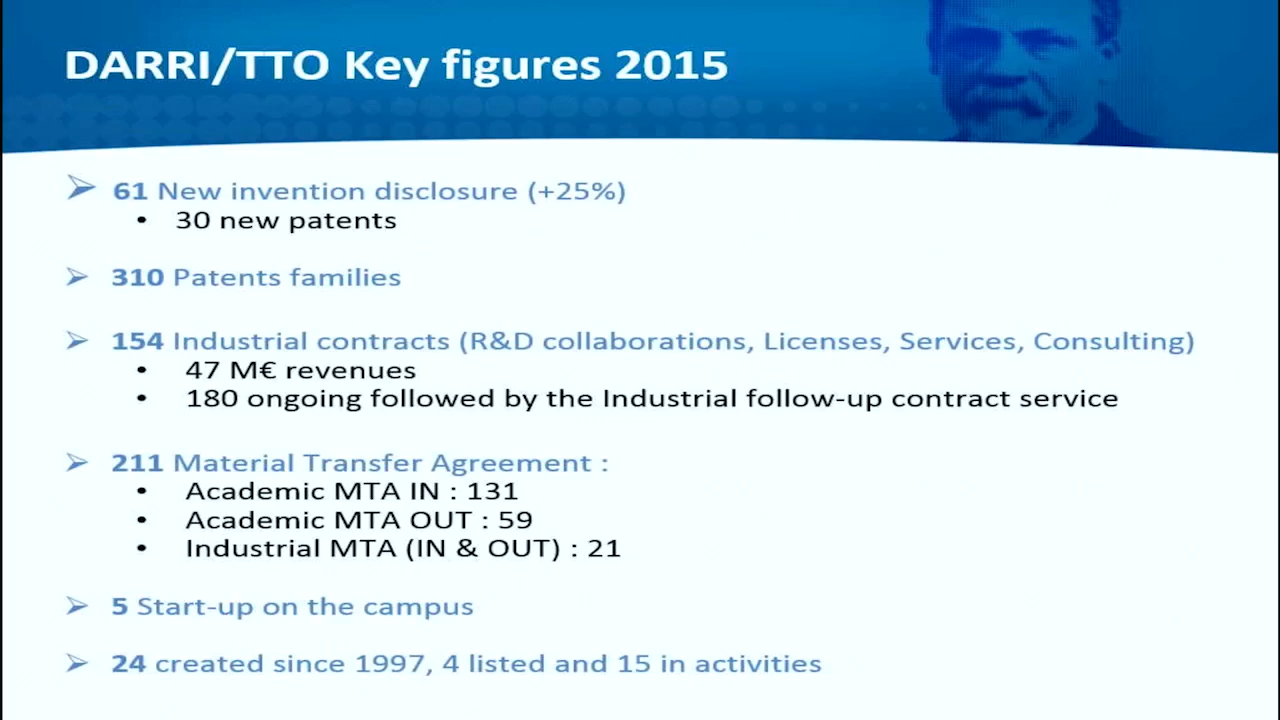 DARRI/TTO Key figures 2015
➢ 61 New invention disclosure (+25%)
• 30 new patents
➢ 310 Patents families
➢ 154 Industrial contracts (R&D collaborations, Licenses, Services, Consulting)
• 47 M€ revenues
• 180 ongoing followed by the Industrial follow-up contract service
➢ 211 Material Transfer Agreement :
• Academic MTA IN : 131
• Academic MTA OUT : 59
• Industrial MTA (IN & OUT) : 21
➢ 5 Start-up on the campus
➢ 24 created since 1997, 4 listed and 15 in activities